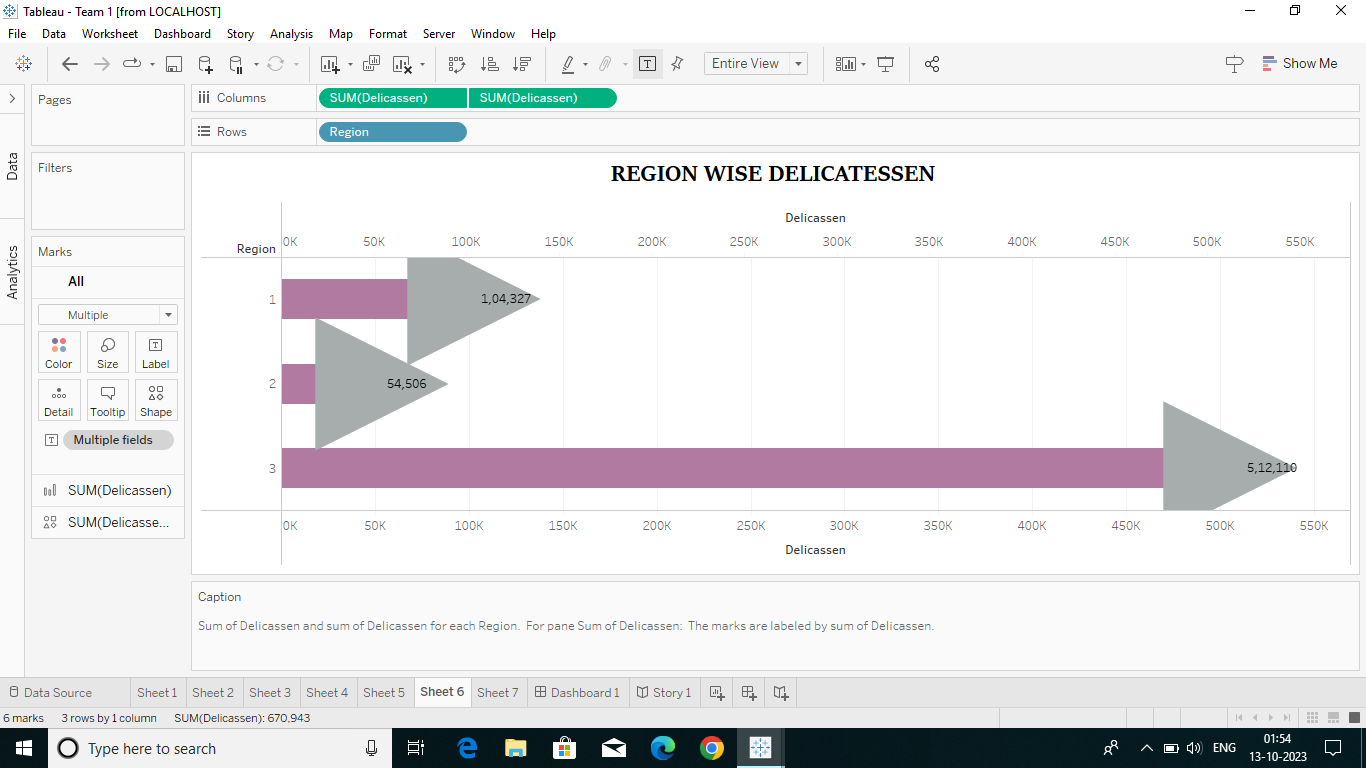 Tableau - Team 1 [from LOCALHOST]
File Data Worksheet Dashboard Story Analysis Map Format Server Window Help
Entire View
Show Me
Pages
Columns
SUM(Delicassen) SUM(Delicassen)
Rows
Region
Data
Analytics
Filters
Marks
All
Multiple
Color Size Label
Detail Tooltip Shape
Multiple fields
SUM(Delicassen)
SUM(Delicasse...
REGION WISE DELICATESSEN
Delicassen
Region
0K 50K 100K 150K 200K 250K 300K 350K 400K 450K 500K 550K
1 1,04,327
2 54,506
3 5,12,110
0K 50K 100K 150K 200K 250K 300K 350K 400K 450K 500K 550K
Delicassen
Caption
Sum of Delicassen and sum of Delicassen for each Region. For pane Sum of Delicassen: The marks are labeled by sum of Delicassen.
Data Source Sheet 1 Sheet 2 Sheet 3 Sheet 4 Sheet 5 Sheet 6 Sheet 7 Dashboard 1 Story 1
6 marks 3 rows by 1 column SUM(Delicassen): 670,943
Type here to search
ENG
01:54
13-10-2023